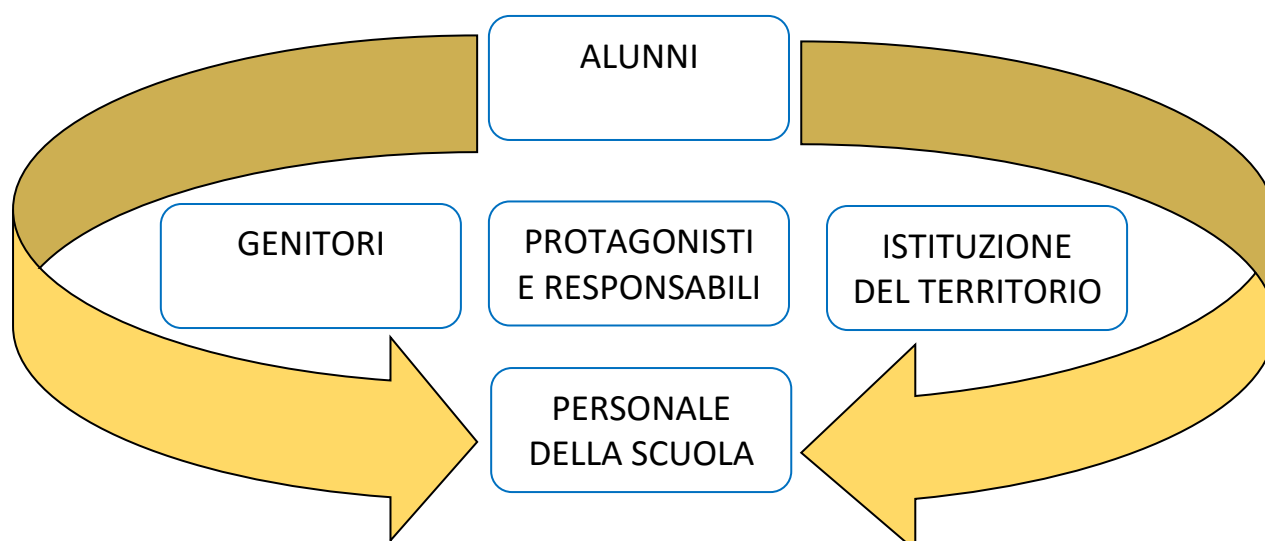 ALUNNI
GENITORI
PROTAGONISTI
E RESPONSABILI
ISTITUZIONE
DEL TERRITORIO
PERSONALE
DELLA SCUOLA